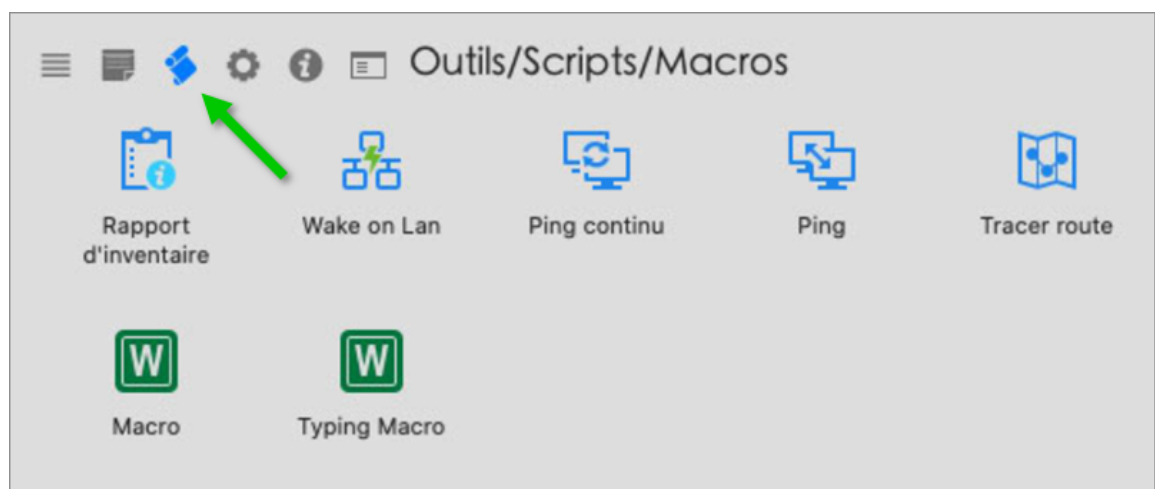 Outils/Scripts/Macros
Rapport
d'inventaire
Wake on Lan
Ping continu
Ping
Tracer route
W
Macro
W
Typing Macro